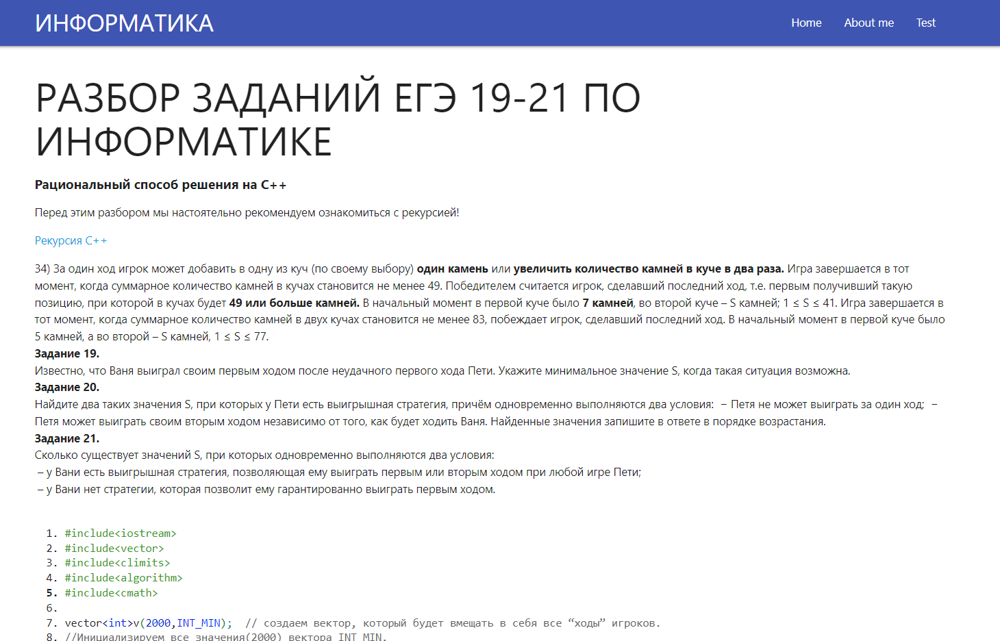 ИНФОРМАТИКА
Home About me Test
РАЗБОР ЗАДАНИЙ ЕГЭ 19-21 ПО
ИНФОРМАТИКЕ
Рациональный способ решения на C++
Перед этим разбором мы настоятельно рекомендуем ознакомиться с рекурсией!
Рекурсия C++
34) За один ход игрок может добавить в одну из куч (по своему выбору) один камень или увеличить количество камней в куче в два раза. Игра завершается в тот
момент, когда суммарное количество камней в кучах становится не менее 49. Победителем считается игрок, сделавший последний ход, т.е. первым получивший такую
позицию, при которой в кучах будет 49 или больше камней. В начальный момент в первой куче было 7 камней, во второй куче – S камней; 1 ≤ S ≤ 41. Игра завершается в
тот момент, когда суммарное количество камней в двух кучах становится не менее 83, побеждает игрок, сделавший последний ход. В начальный момент в первой куче было
5 камней, а во второй – S камней, 1 ≤ S ≤ 77.
Задание 19.
Известно, что Ваня выиграл своим первым ходом после неудачного первого хода Пети. Укажите минимальное значение S, когда такая ситуация возможна.
Задание 20.
Найдите два таких значения S, при которых у Пети есть выигрышная стратегия, причём одновременно выполняются два условия: − Петя не может выиграть за один ход; −
Петя может выиграть своим вторым ходом независимо от того, как будет ходить Ваня. Найденные значения запишите в ответе в порядке возрастания.
Задание 21.
Сколько существует значений S, при которых одновременно выполняются два условия:
– у Вани есть выигрышная стратегия, позволяющая ему выиграть первым или вторым ходом при любой игре Пети;
– у Вани нет стратегии, которая позволит ему гарантированно выиграть первым ходом.
1. #include<iostream>
2. #include<vector>
3. #include<climits>
4. #include<algorithm>
5. #include<cmath>
6.
7. vector<int>v(2000,INT_MIN); // создаем вектор, который будет вмещать в себя все “ходы” игроков.
8. //Инициализируем все значения(2000) вектора INT_MIN.